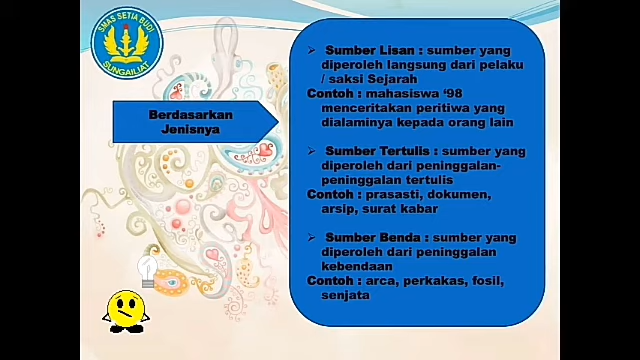 SMAS SETIA BUDI
SUNGAILIAT
Berdasarkan
Jenisnya
➢ Sumber Lisan : sumber yang
diperoleh langsung dari pelaku
/ saksi Sejarah
Contoh : mahasiswa ‘98
menceritakan peritiwa yang
dialaminya kepada orang lain
➢ Sumber Tertulis : sumber yang
diperoleh dari peninggalan-
peninggalan tertulis
Contoh : prasasti, dokumen,
arsip, surat kabar
➢ Sumber Benda : sumber yang
diperoleh dari peninggalan
kebendaan
Contoh : arca, perkakas, fosil,
senjata